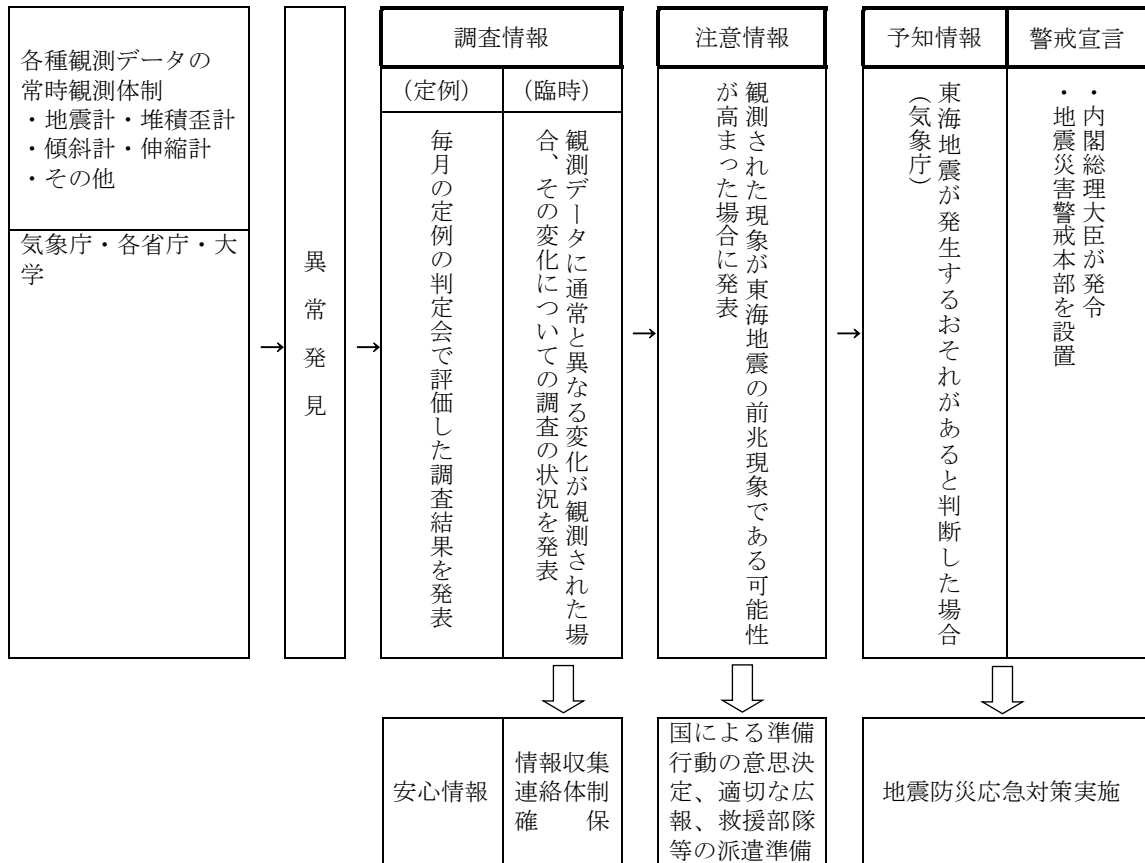 各種観測データの
常時観測体制
・地震計・堆積歪計
・傾斜計・伸縮計
・その他
気象庁・各省庁・大
学
→
異常発見
→
調査情報
（定例）
毎月の定例の判定会で評価した調査結果を発表
（臨時）
観測データに通常と異なる変化が観測された場
合、その変化についての調査の状況を発表
→
注意情報
観測された現象が東海地震の前兆現象である可能性
が高まった場合に発表
→
予知情報
東海地震が発生するおそれがあると判断した場合
（気象庁）
警戒宣言
・内閣総理大臣が発令
・地震災害警戒本部を設置
安心情報
情報収集
連絡体制
確保
国による準備
行動の意思決
定、適切な広
報、救援部隊
等の派遣準備
地震防災応急対策実施